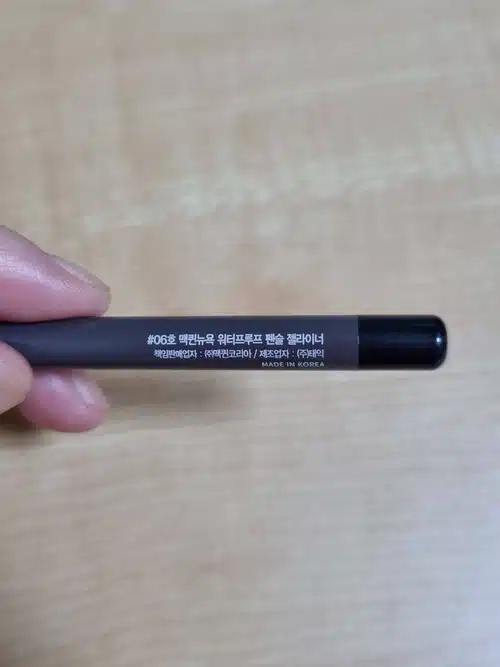 #06호 맥퀸뉴욕 워터프루프 펜슬 젤라이너
책임판매업자 : ㈜맥퀸코리아 / 제조업자 : (주)태익
MADE IN KOREA